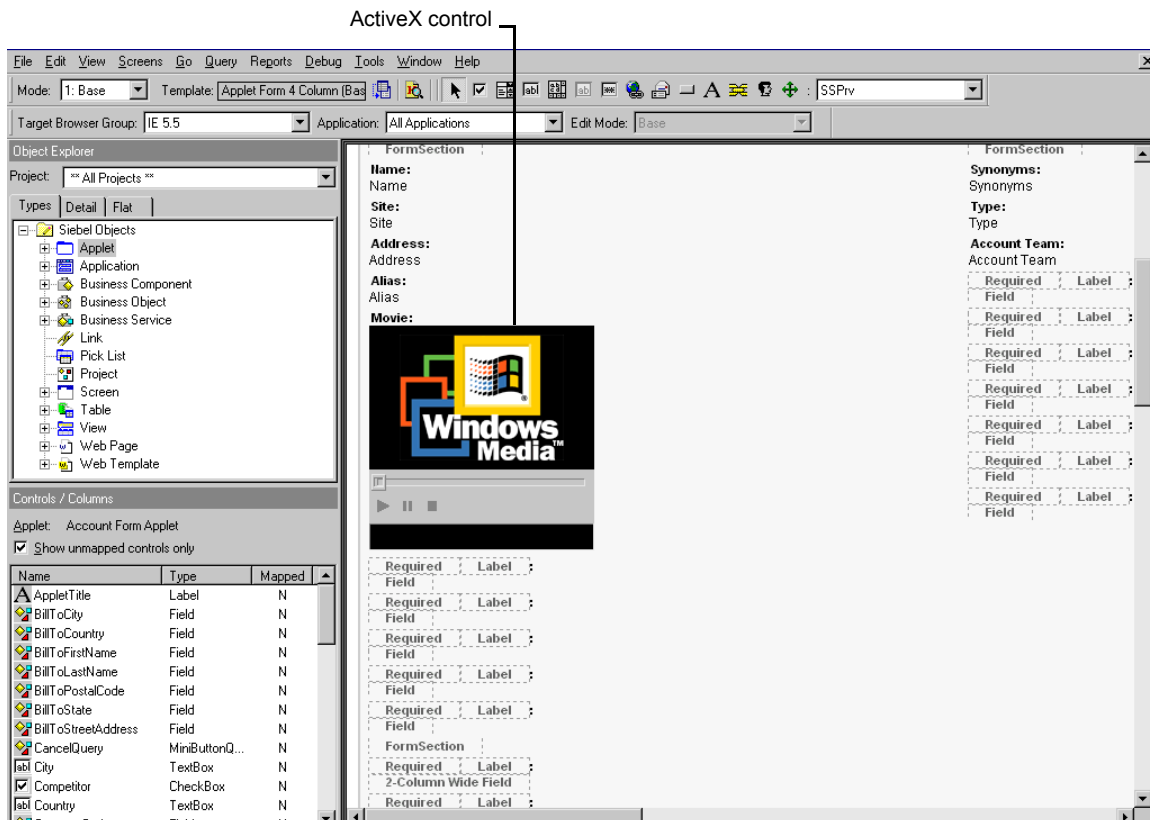 ActiveX control
File Edit View Screens Go Query Reports Debug Tools Window Help
Mode: 1: Base Template: Applet Form 4 Column (Bas SSPrv
Target Browser Group: IE 5.5 Application: All Applications Edit Mode: Base
Object Explorer
Project: ** All Projects **
Types Detail Flat
Siebel Objects
Applet
Application
Business Component
Business Object
Business Service
Link
Pick List
Project
Screen
Table
View
Web Page
Web Template
Controls / Columns
Applet: Account Form Applet
Show unmapped controls only
Name Type Mapped
AppletTitle Label N
BillToCity Field N
BillToCountry Field N
BillToFirstName Field N
BillToLastName Field N
BillToPostalCode Field N
BillToState Field N
BillToStreetAddress Field N
CancelQuery MiniButtonQ... N
City TextBox N
Competitor CheckBox N
Country TextBox N
FormSection
Name:
Name
Site:
Site
Address:
Address
Alias:
Alias
Movie:
Windows
Media™
Required Label :
Field
Required Label :
Field
Required Label :
Field
Required Label :
Field
Required Label :
Field
FormSection
Required Label :
2-Column Wide Field
Required Label :
FormSection
Synonyms:
Synonyms
Type:
Type
Account Team:
Account Team
Required Label :
Field
Required Label :
Field
Required Label :
Field
Required Label :
Field
Required Label :
Field
Required Label :
Field
Required Label :
Field